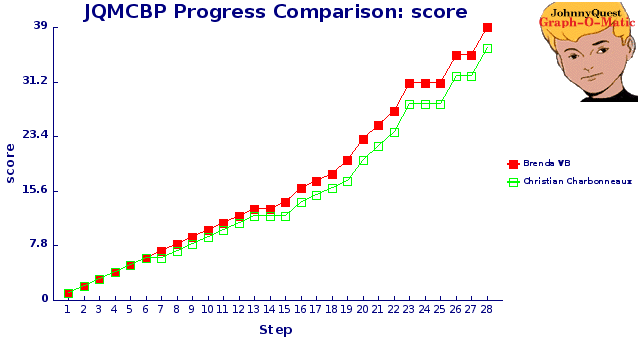 JQMCBP Progress Comparison: score
JohnnyQuest
Graph-O-Matic
39
31.2
23.4
15.6
7.8
0
score
1 2 3 4 5 6 7 8 9 10 11 12 13 14 15 16 17 18 19 20 21 22 23 24 25 26 27 28
Step
Brenda WB
Christian Charbonneaux